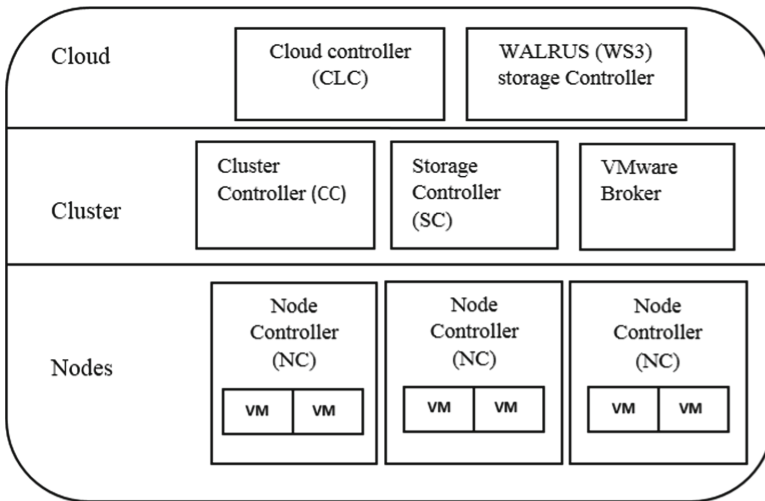 Cloud
Cloud controller
(CLC)
WALRUS (WS3)
storage Controller
Cluster
Cluster
Controller (CC)
Storage
Controller
(SC)
VMware
Broker
Nodes
Node
Controller
(NC)
VM
VM
Node
Controller
(NC)
VM
VM
Node
Controller
(NC)
VM
VM